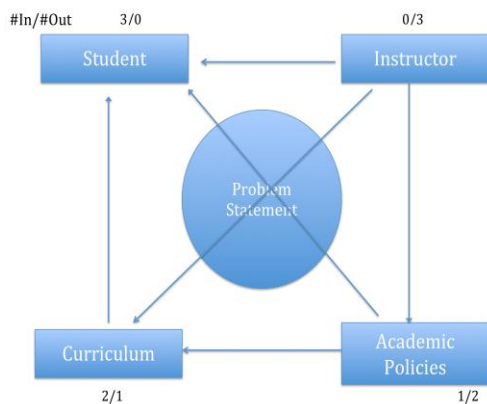 #In/#Out 3/0 0/3
Student Instructor
Problem
Statement
Curriculum
Academic
Policies
2/1 1/2